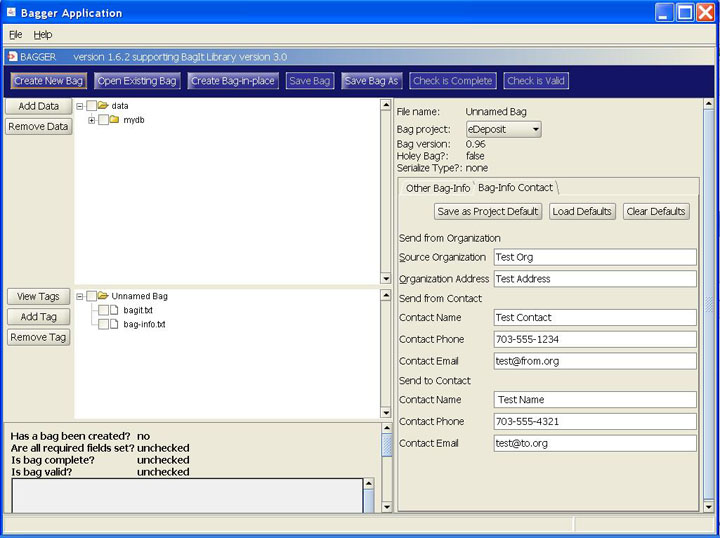 Bagger Application
File Help
BAGGER version 1.6.2 supporting BagIt Library version 3.0
Create New Bag Open Existing Bag Create Bag-in-place Save Bag Save Bag As Check is Complete Check is Valid
Add Data
Remove Data
data
mydb
View Tags
Add Tag
Remove Tag
Unnamed Bag
bagit.txt
bag-info.txt
Has a bag been created? no
Are all required fields set? unchecked
Is bag complete? unchecked
Is bag valid? unchecked
File name: Unnamed Bag
Bag project: eDeposit
Bag version: 0.96
Holey Bag?: false
Serialize Type?: none
Other Bag-Info Bag-Info Contact
Save as Project Default Load Defaults Clear Defaults
Send from Organization
Source Organization Test Org
Organization Address Test Address
Send from Contact
Contact Name Test Contact
Contact Phone 703-555-1234
Contact Email test@from.org
Send to Contact
Contact Name Test Name
Contact Phone 703-555-4321
Contact Email test@to.org